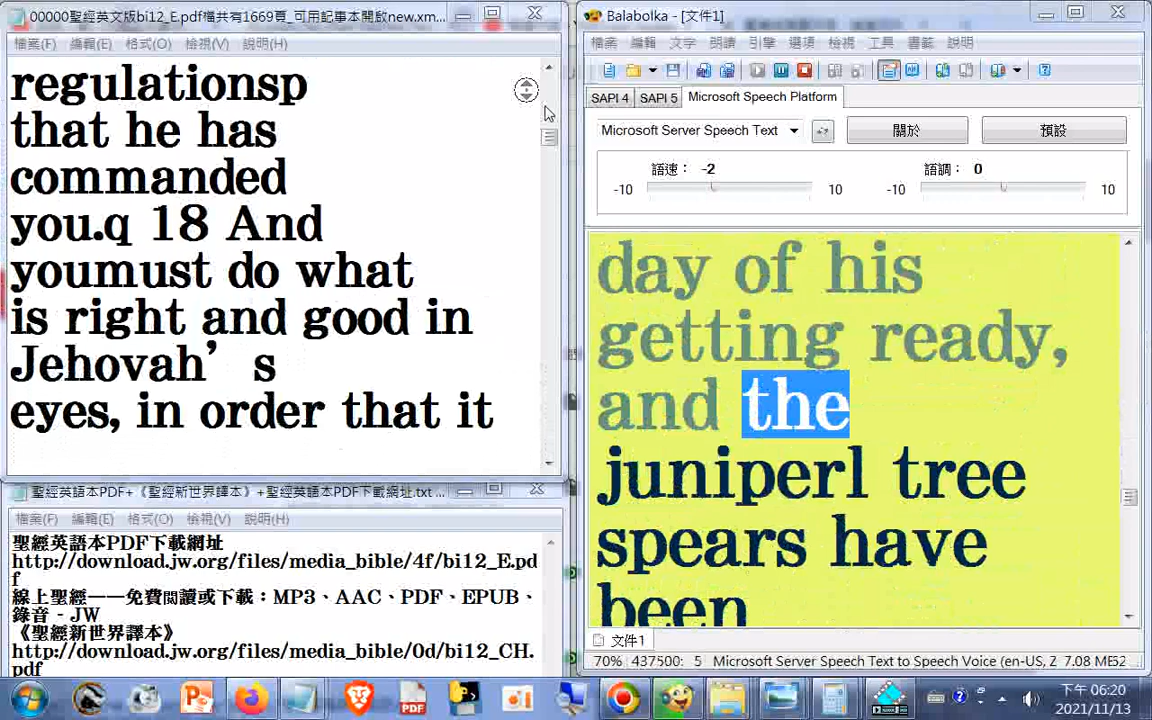 00000聖經英文版bi12_E.pdf檔共有1669頁_可用記事本開啟new.xm...
檔案(F) 編輯(E) 格式(O) 檢視(V) 說明(H)
regulationsp
that he has
commanded
you.q 18 And
youmust do what
is right and good in
Jehovah’s
eyes, in order that it
聖經英語本PDF+《聖經新世界譯本》+聖經英語本PDF下載網址.txt ...
檔案(F) 編輯(E) 格式(O) 檢視(V) 說明(H)
聖經英語本PDF下載網址
http://download.jw.org/files/media_bible/4f/bi12_E.pd
f
線上聖經——免費閱讀或下載：MP3、AAC、PDF、EPUB、
錄音 - JW
《聖經新世界譯本》
http://download.jw.org/files/media_bible/0d/bi12_CH.
pdf
Balabolka - [文件1]
檔案 編輯 文字 朗讀 引擎 選項 檢視 工具 書籤 說明
SAPI 4 SAPI 5 Microsoft Speech Platform
Microsoft Server Speech Text 關於 預設
語速： -2 語調： 0
-10 10 -10 10
day of his
getting ready,
and the
juniperl tree
spears have
been
文件1
70% 437500: 5 Microsoft Server Speech Text to Speech Voice (en-US, Z 7.08 ME52
下午 06:20
2021/11/13